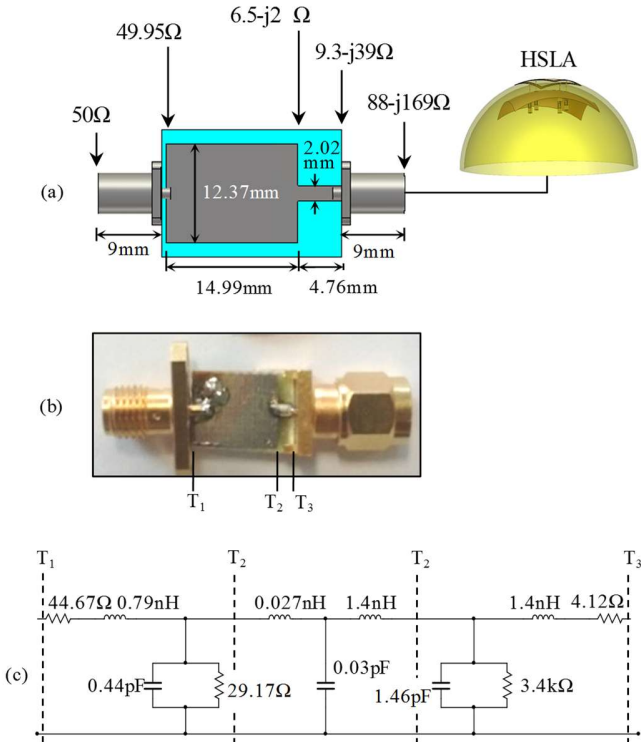 HSLA
6.5-j2 Ω
49.95Ω
9.3-j39Ω
50Ω
88-j169Ω
2.02
mm
(a)
12.37mm
9mm
9mm
14.99mm
4.76mm
(b)
T1
T2
T3
T1
T2
T2
T3
44.67Ω
0.79nH
0.027nH
1.4nH
1.4nH
4.12Ω
(c)
0.44pF
29.17Ω
0.03pF
1.46pF
3.4kΩ